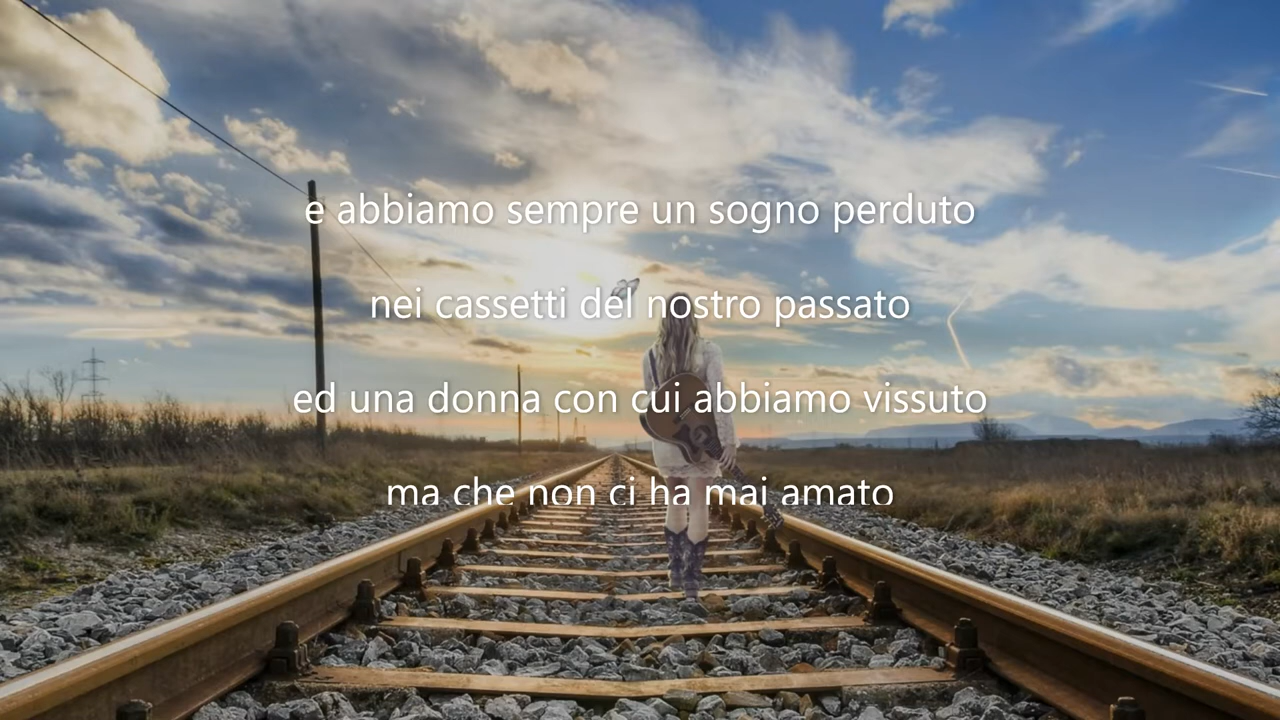 e abbiamo sempre un sogno perduto
nei cassetti del nostro passato
ed una donna con cui abbiamo vissuto
ma che non ci ha mai amato